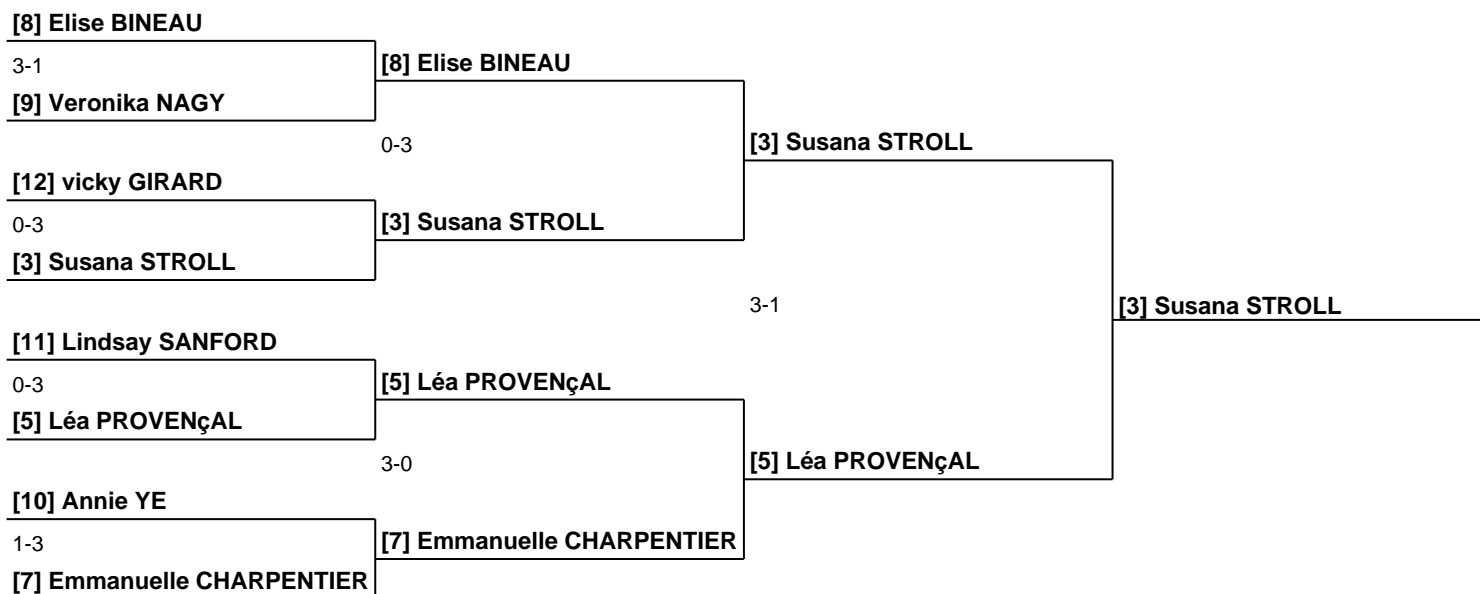 [8] Elise BINEAU
3-1
[8] Elise BINEAU
[9] Veronika NAGY
0-3
[3] Susana STROLL
[12] vicky GIRARD
0-3
[3] Susana STROLL
[3] Susana STROLL
3-1
[3] Susana STROLL
[11] Lindsay SANFORD
0-3
[5] Léa PROVENçAL
[5] Léa PROVENçAL
3-0
[5] Léa PROVENçAL
[10] Annie YE
1-3
[7] Emmanuelle CHARPENTIER
[7] Emmanuelle CHARPENTIER